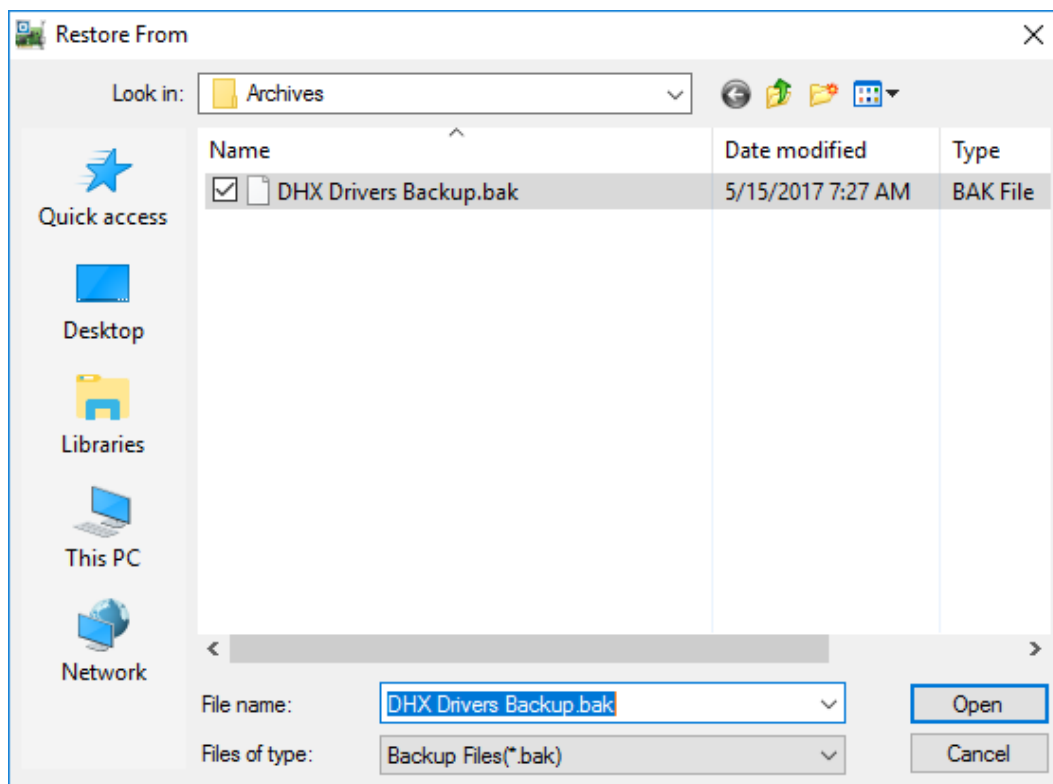 Restore From
Look in: Archives
Name Date modified Type
DHX Drivers Backup.bak 5/15/2017 7:27 AM BAK File
Quick access
Desktop
Libraries
This PC
Network
File name: DHX Drivers Backup.bak Open
Files of type: Backup Files(*.bak) Cancel